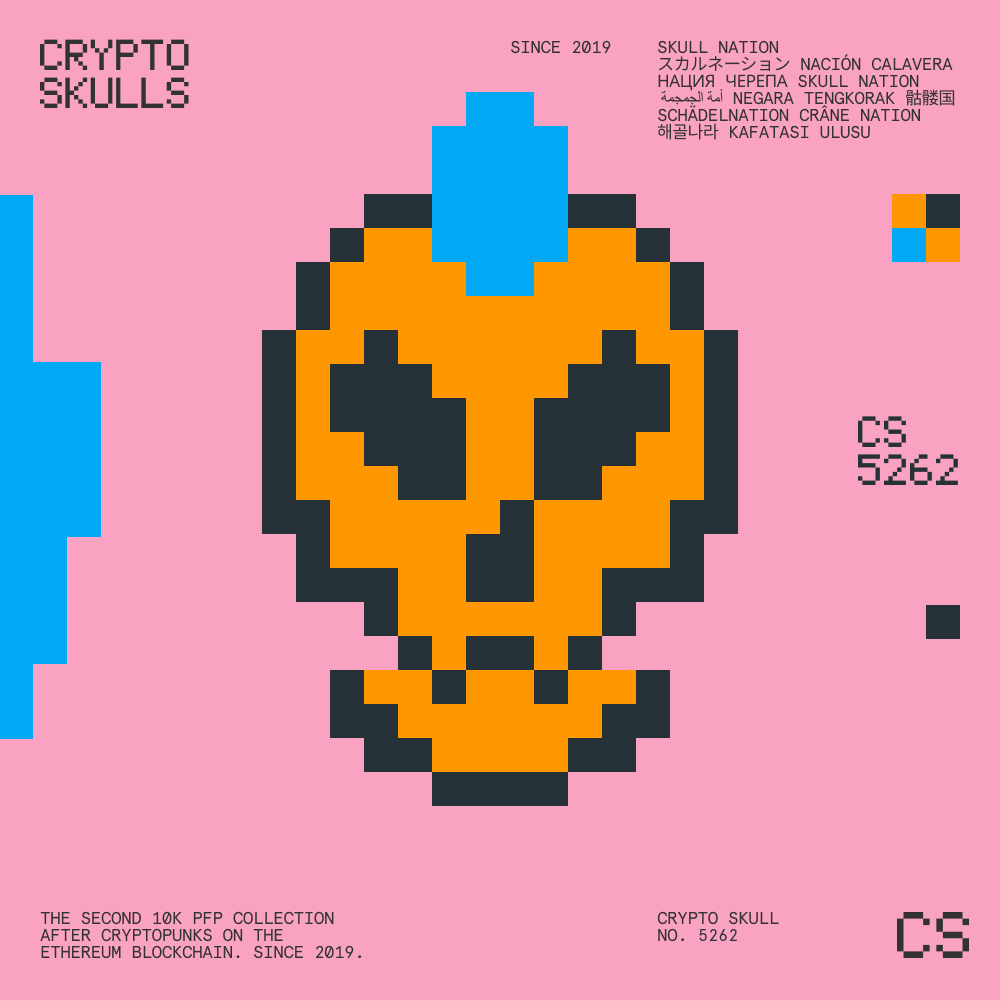 CRYPTO
SKULLS
SINCE 2019
SKULL NATION
スカルネーション NACIÓN CALAVERA
НАЦИЯ ЧЕРЕПА SKULL NATION
أمة الجمجمة NEGARA TENGKORAK 骷髅国
SCHÄDELNATION CRÂNE NATION
해골나라 KAFATASI ULUSU
CS
5262
THE SECOND 10K PFP COLLECTION
AFTER CRYPTOPUNKS ON THE
ETHEREUM BLOCKCHAIN. SINCE 2019.
CRYPTO SKULL
NO. 5262
CS